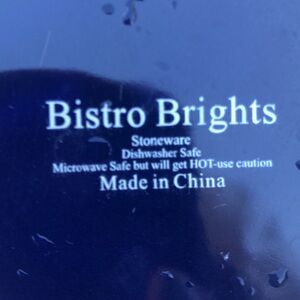 Bistro Brights
Stoneware
Dishwasher Safe
Microwave Safe but will get HOT-use caution
Made in China